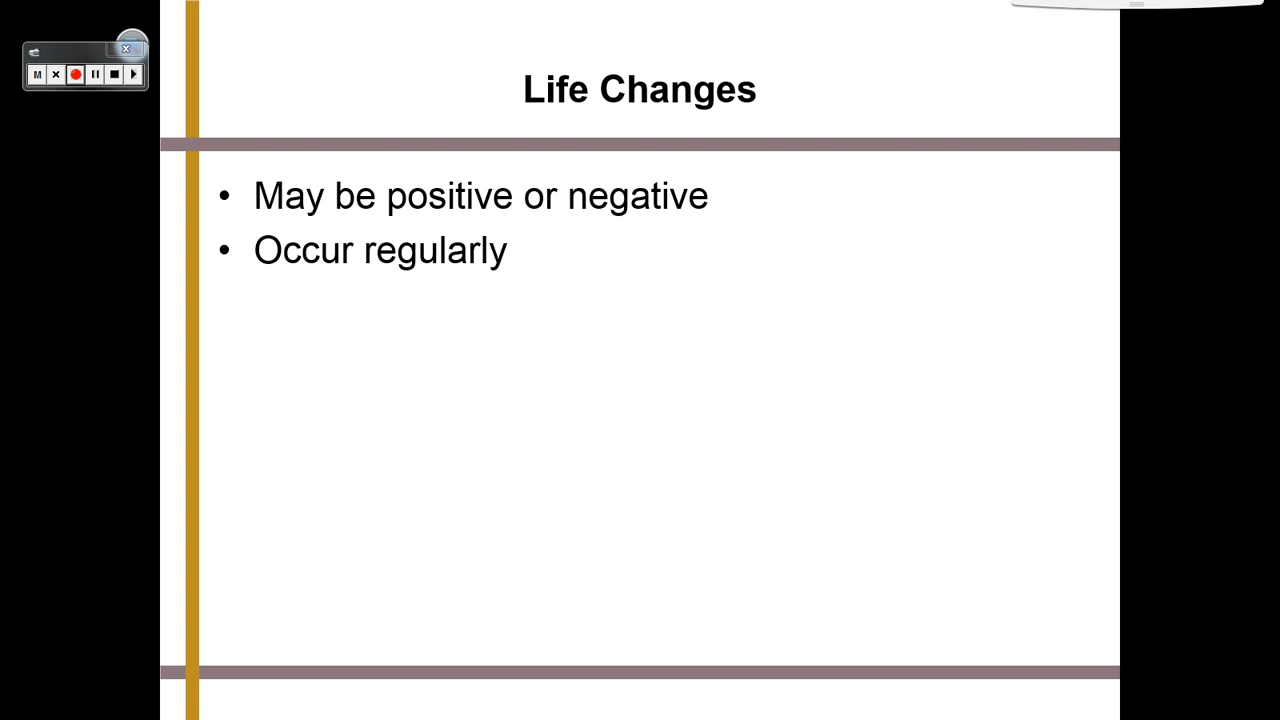 Life Changes
• May be positive or negative
• Occur regularly
M